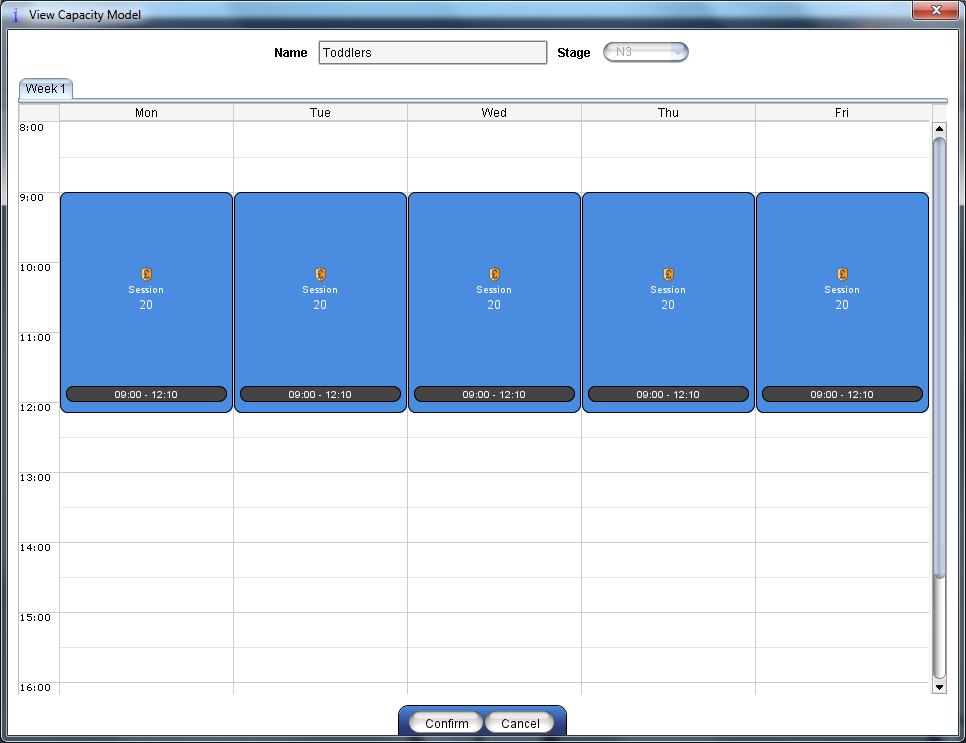 View Capacity Model
Name Toddlers Stage N3
Week 1
Mon Tue Wed Thu Fri
8:00
9:00
10:00
£ £ £ £ £
Session Session Session Session Session
20 20 20 20 20
11:00
09:00 - 12:10 09:00 - 12:10 09:00 - 12:10 09:00 - 12:10 09:00 - 12:10
12:00
13:00
14:00
15:00
16:00
Confirm Cancel